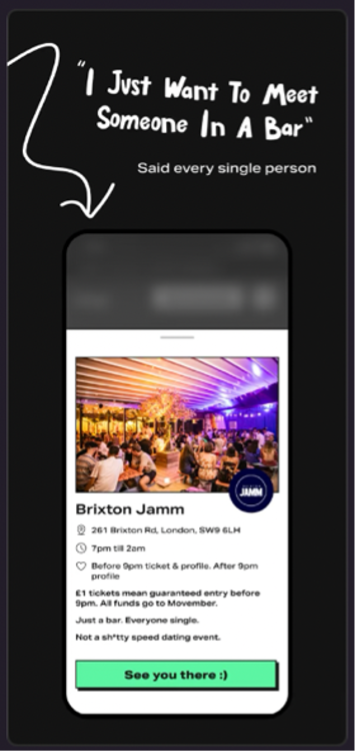 "I Just Want To Meet
Someone In A Bar"
Said every single person
JAMM
Brixton Jamm
261 Brixton Rd, London, SW9 6LH
7pm till 2am
Before 9pm ticket & profile. After 9pm
profile
£1 tickets mean guaranteed entry before
9pm. All funds go to Movember.
Just a bar. Everyone single.
Not a sh*tty speed dating event.
See you there :)